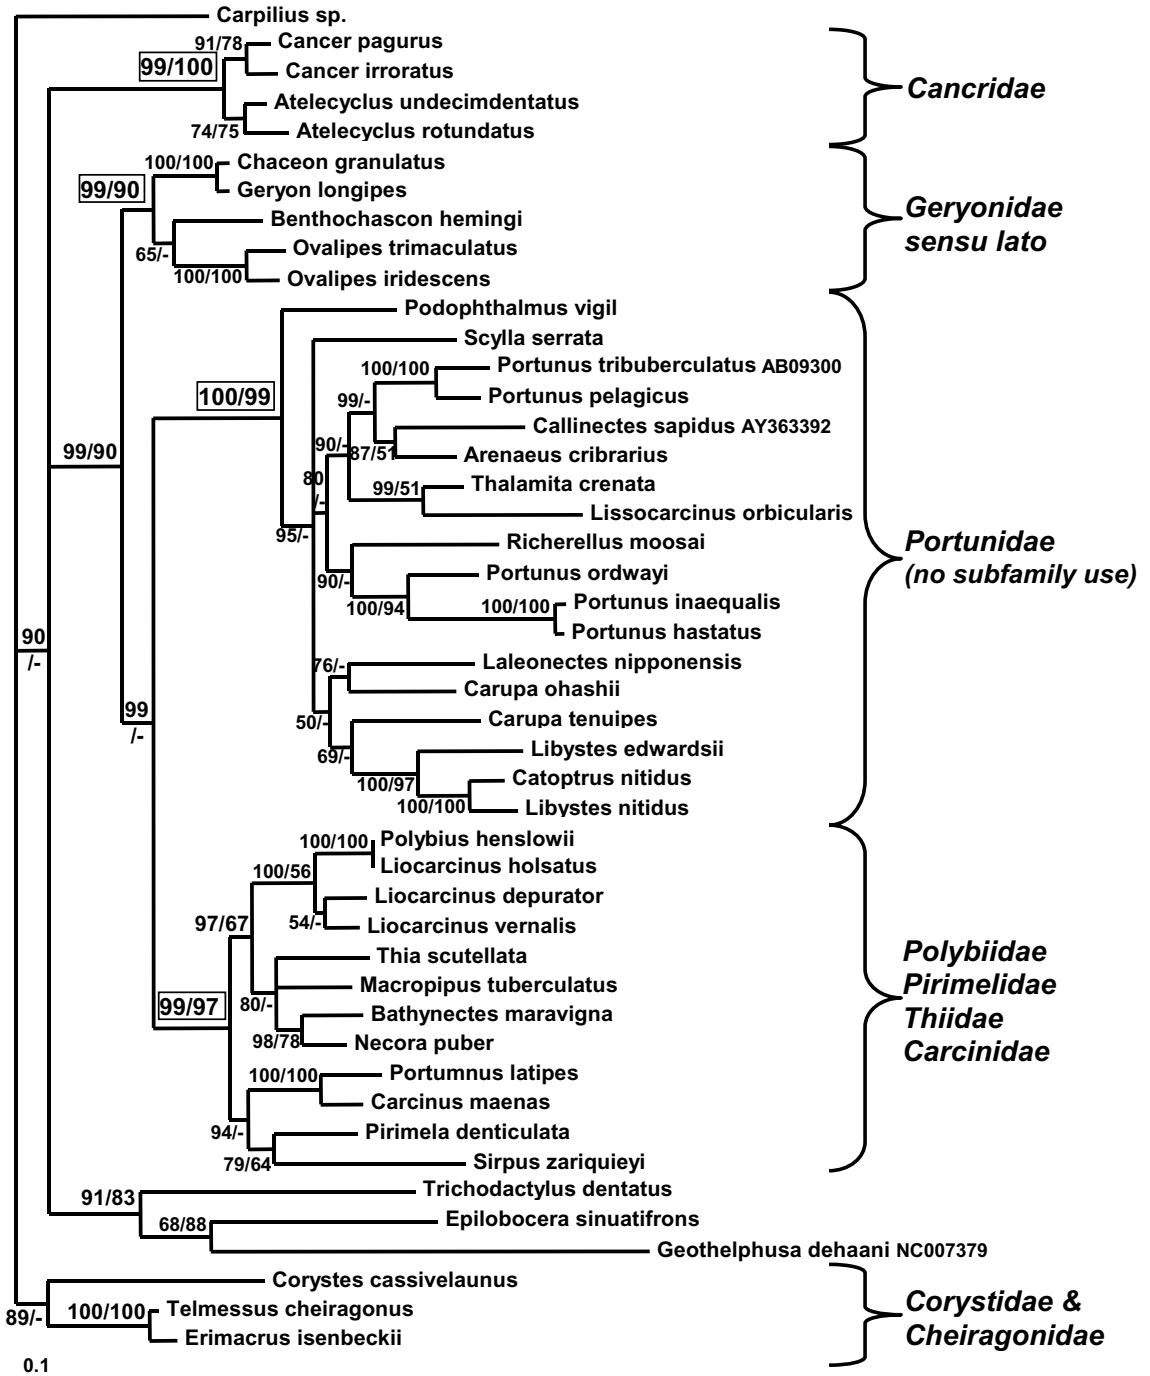 Carpilius sp.
91/78
Cancer pagurus
99/100
Cancer irroratus
Atelecyclus undecimdentatus
74/75
Atelecyclus rotundatus
Cancridae
100/100
Chaceon granulatus
99/90
Geryon longipes
Benthochascon hemingi
65/-
Ovalipes trimaculatus
100/100
Ovalipes iridescens
Geryonidae
sensu lato
Podophthalmus vigil
Scylla serrata
100/100
Portunus tribuberculatus AB09300
100/99
99/-
Portunus pelagicus
Callinectes sapidus AY363392
99/90
90/-
87/51
Arenaeus cribrarius
80
/-
99/51
Thalamita crenata
Lissocarcinus orbicularis
95/-
Richerellus moosai
90/-
Portunus ordwayi
100/94
100/100
Portunus inaequalis
Portunus hastatus
Portunidae
(no subfamily use)
90
/-
76/-
Laleonectes nipponensis
Carupa ohashii
99
/-
50/-
Carupa tenuipes
69/-
Libystes edwardsii
100/97
Catoptrus nitidus
100/100
Libystes nitidus
100/100
Polybius henslowii
100/56
Liocarcinus holsatus
Liocarcinus depurator
97/67
54/-
Liocarcinus vernalis
Thia scutellata
99/97
80/-
Macropipus tuberculatus
Bathynectes maravigna
98/78
Necora puber
100/100
Portumnus latipes
Carcinus maenas
94/-
Pirimela denticulata
79/64
Sirpus zariquieyi
Polybiidae
Pirimelidae
Thiidae
Carcinidae
91/83
Trichodactylus dentatus
68/88
Epilobocera sinuatifrons
Geothelphusa dehaani NC007379
Corystes cassivelaunus
89/-
100/100
Telmessus cheiragonus
Erimacrus isenbeckii
Corystidae &
Cheiragonidae
0.1